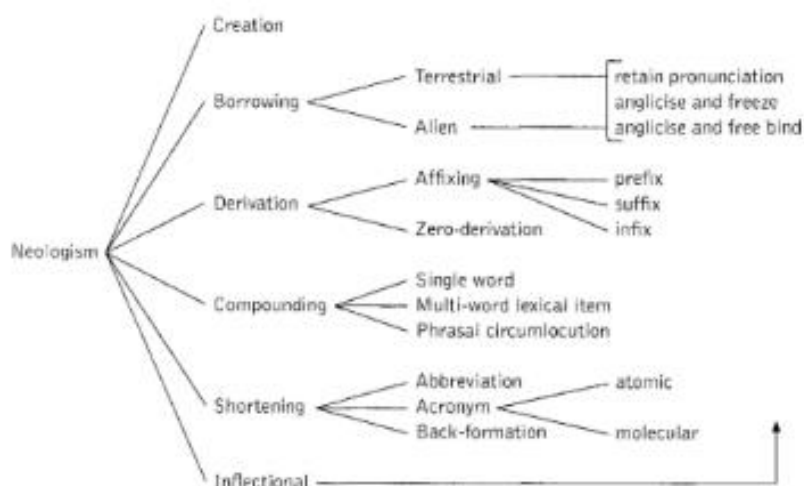 Creation
Terrestrial retain pronunciation
Borrowing anglicise and freeze
Alien anglicise and free bind
Affixing prefix
Derivation suffix
Zero-derivation infix
Neologism
Single word
Compounding Multi-word lexical item
Phrasal circumlocution
Abbreviation atomic
Shortening Acronym
Back-formation molecular
Inflectional